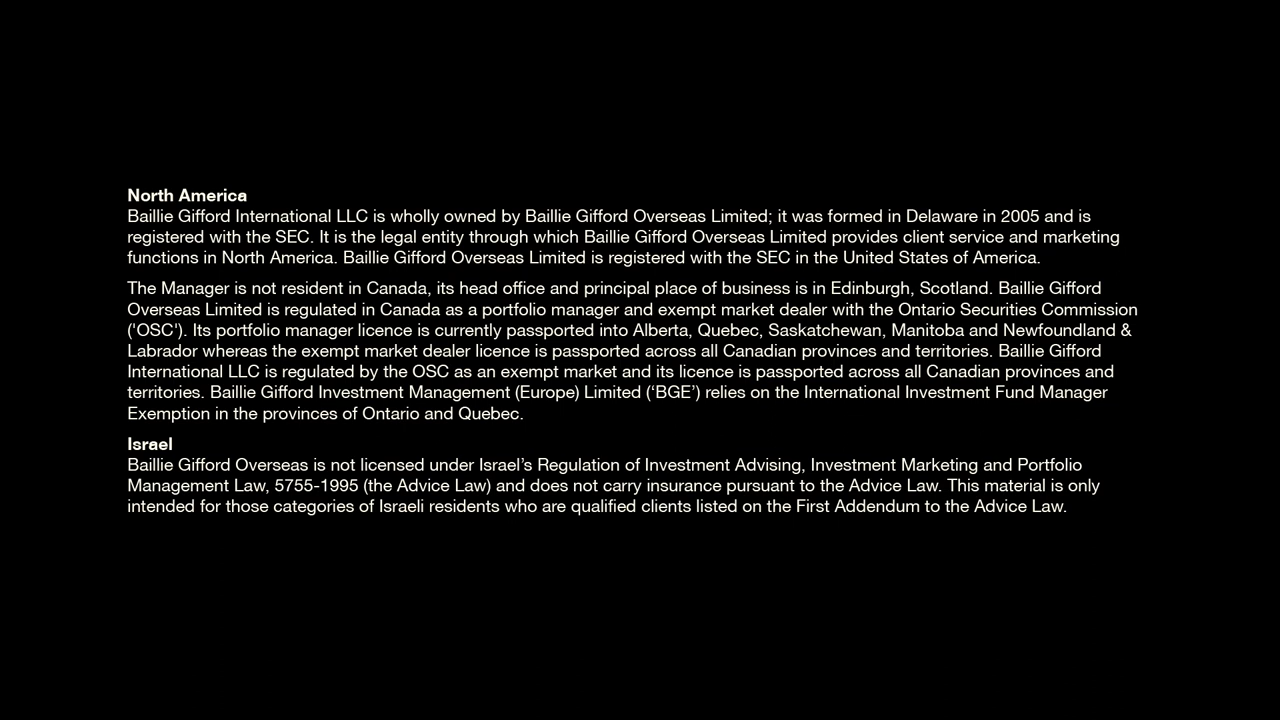 North America
Baillie Gifford International LLC is wholly owned by Baillie Gifford Overseas Limited; it was formed in Delaware in 2005 and is
registered with the SEC. It is the legal entity through which Baillie Gifford Overseas Limited provides client service and marketing
functions in North America. Baillie Gifford Overseas Limited is registered with the SEC in the United States of America.
The Manager is not resident in Canada, its head office and principal place of business is in Edinburgh, Scotland. Baillie Gifford
Overseas Limited is regulated in Canada as a portfolio manager and exempt market dealer with the Ontario Securities Commission
('OSC'). Its portfolio manager licence is currently passported into Alberta, Quebec, Saskatchewan, Manitoba and Newfoundland &
Labrador whereas the exempt market dealer licence is passported across all Canadian provinces and territories. Baillie Gifford
International LLC is regulated by the OSC as an exempt market and its licence is passported across all Canadian provinces and
territories. Baillie Gifford Investment Management (Europe) Limited (‘BGE’) relies on the International Investment Fund Manager
Exemption in the provinces of Ontario and Quebec.
Israel
Baillie Gifford Overseas is not licensed under Israel’s Regulation of Investment Advising, Investment Marketing and Portfolio
Management Law, 5755-1995 (the Advice Law) and does not carry insurance pursuant to the Advice Law. This material is only
intended for those categories of Israeli residents who are qualified clients listed on the First Addendum to the Advice Law.